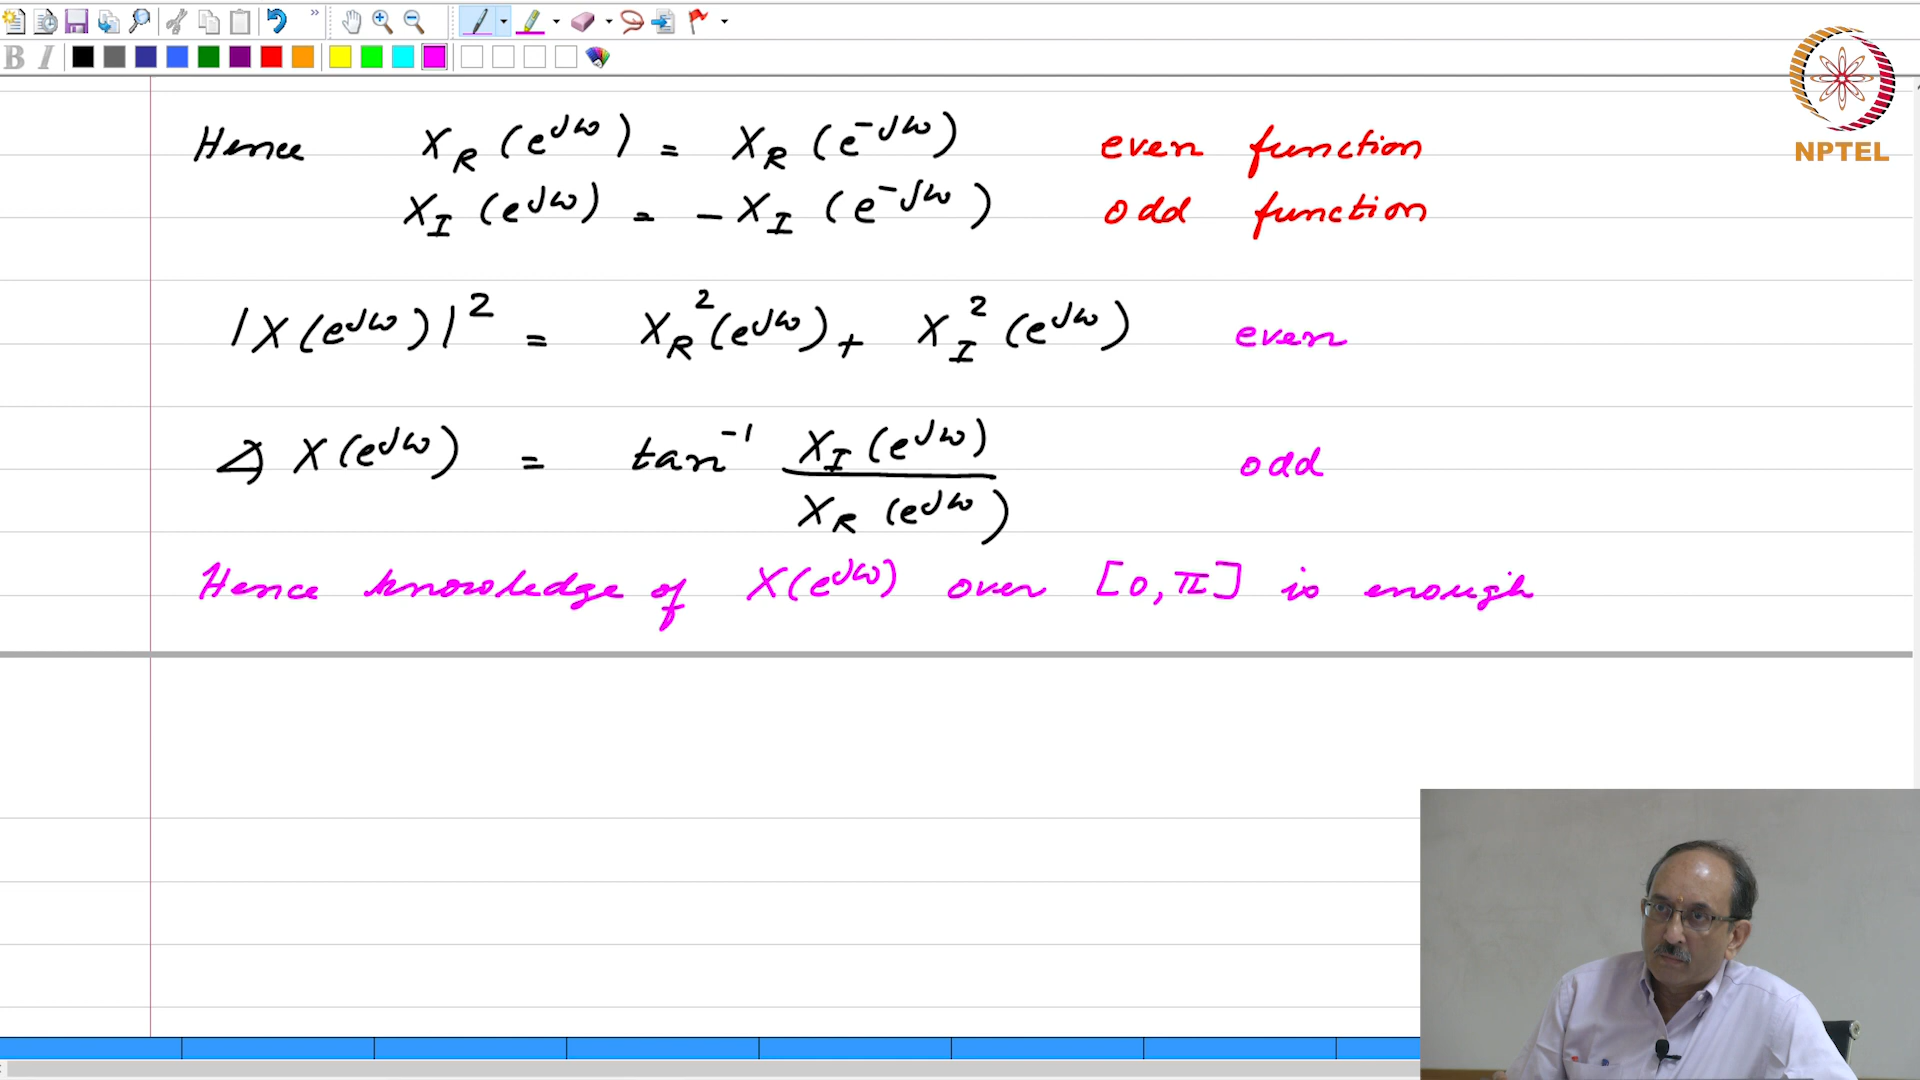 NPTEL
Hence X_R (e^{jω}) = X_R (e^{-jω}) even function
X_I (e^{jω}) = - X_I (e^{-jω}) odd function
|X(e^{jω})|^2 = X_R^2 (e^{jω}) + X_I^2 (e^{jω}) even
∡ X(e^{jω}) = tan^{-1} X_I (e^{jω}) / X_R (e^{jω}) odd
Hence knowledge of X(e^{jω}) over [0, π] is enough